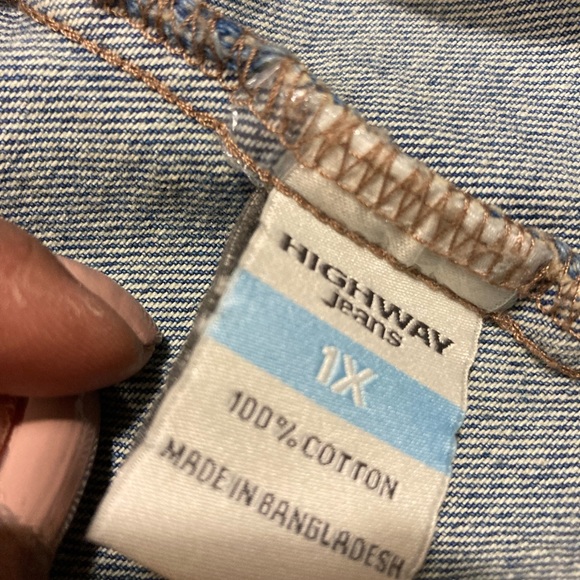 HIGHWAY
Jeans
1X
100% COTTON
MADE IN BANGLADESH